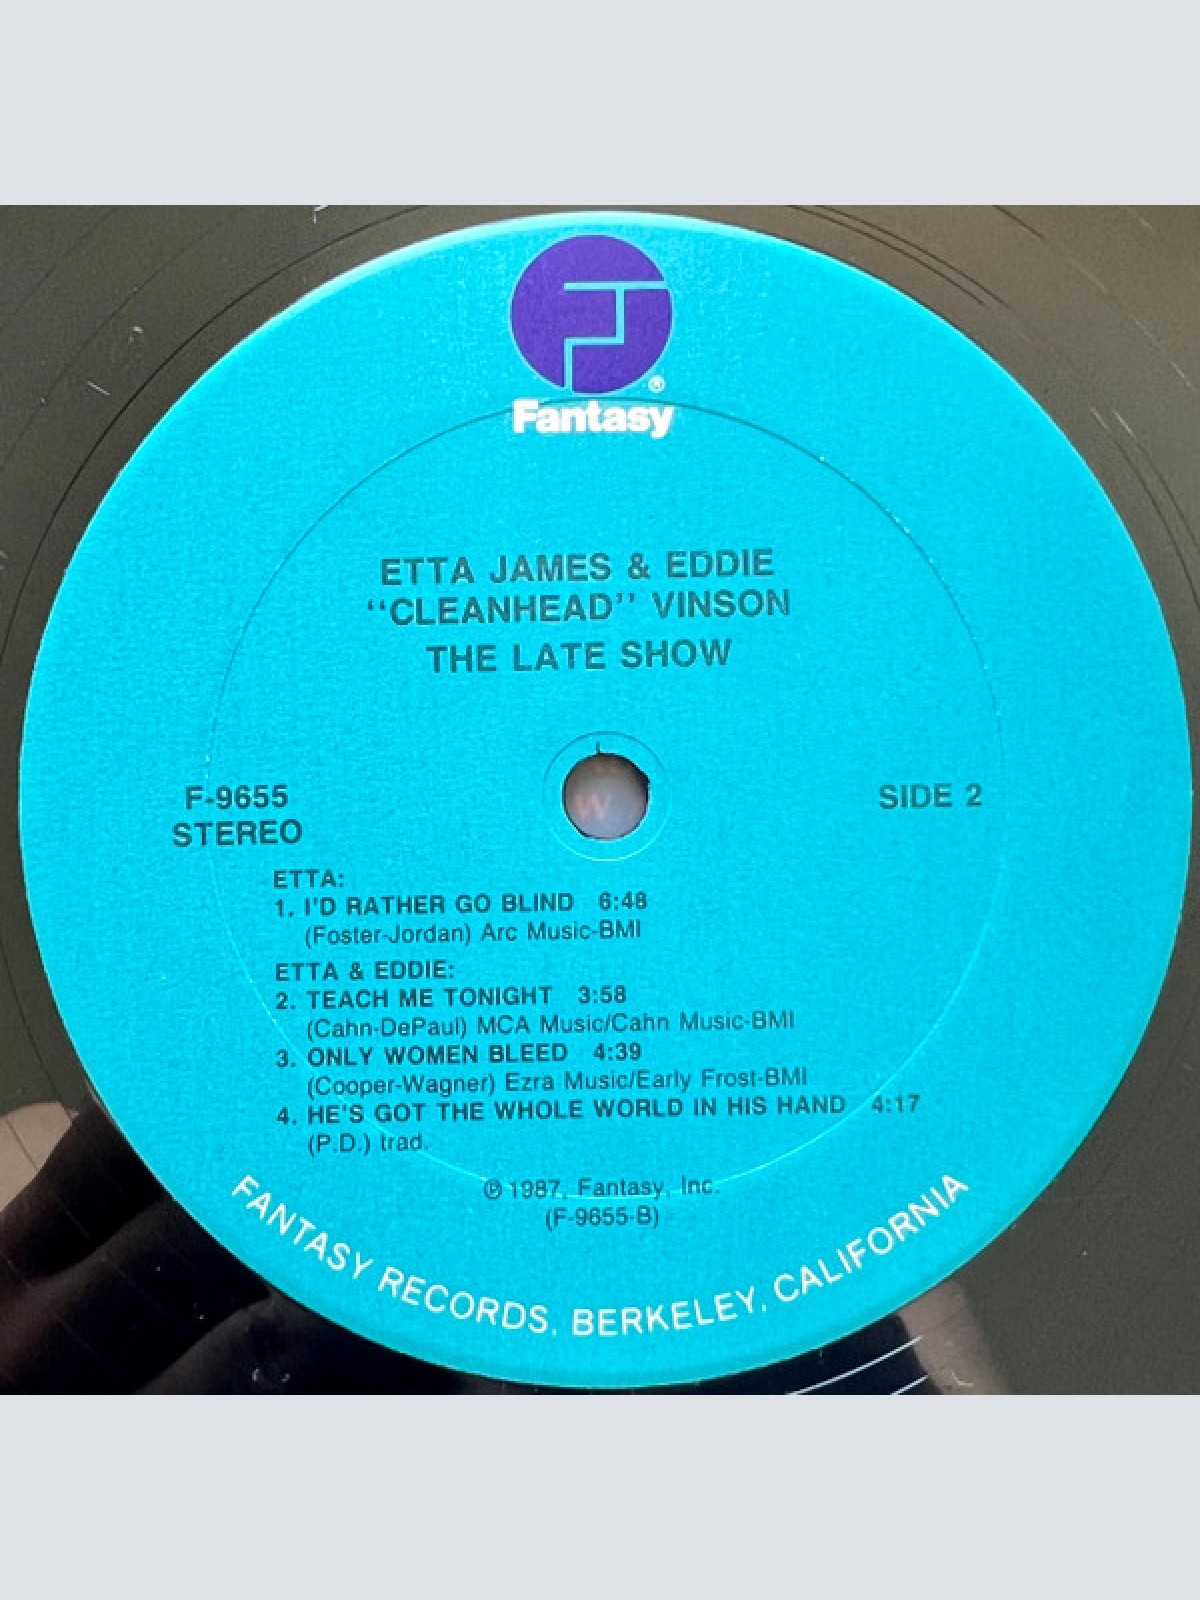 ®
Fantasy
ETTA JAMES & EDDIE
"CLEANHEAD" VINSON
THE LATE SHOW
F-9655
STEREO
SIDE 2
ETTA:
1. I'D RATHER GO BLIND 6:48
(Foster-Jordan) Arc Music-BMI
ETTA & EDDIE:
2. TEACH ME TONIGHT 3:58
(Cahn-DePaul) MCA Music/Cahn Music-BMI
3. ONLY WOMEN BLEED 4:39
(Cooper-Wagner) Ezra Music/Early Frost-BMI
4. HE'S GOT THE WHOLE WORLD IN HIS HAND 4:17
(P.D.) trad.
℗ 1987, Fantasy, Inc.
(F-9655-B)
FANTASY RECORDS, BERKELEY, CALIFORNIA